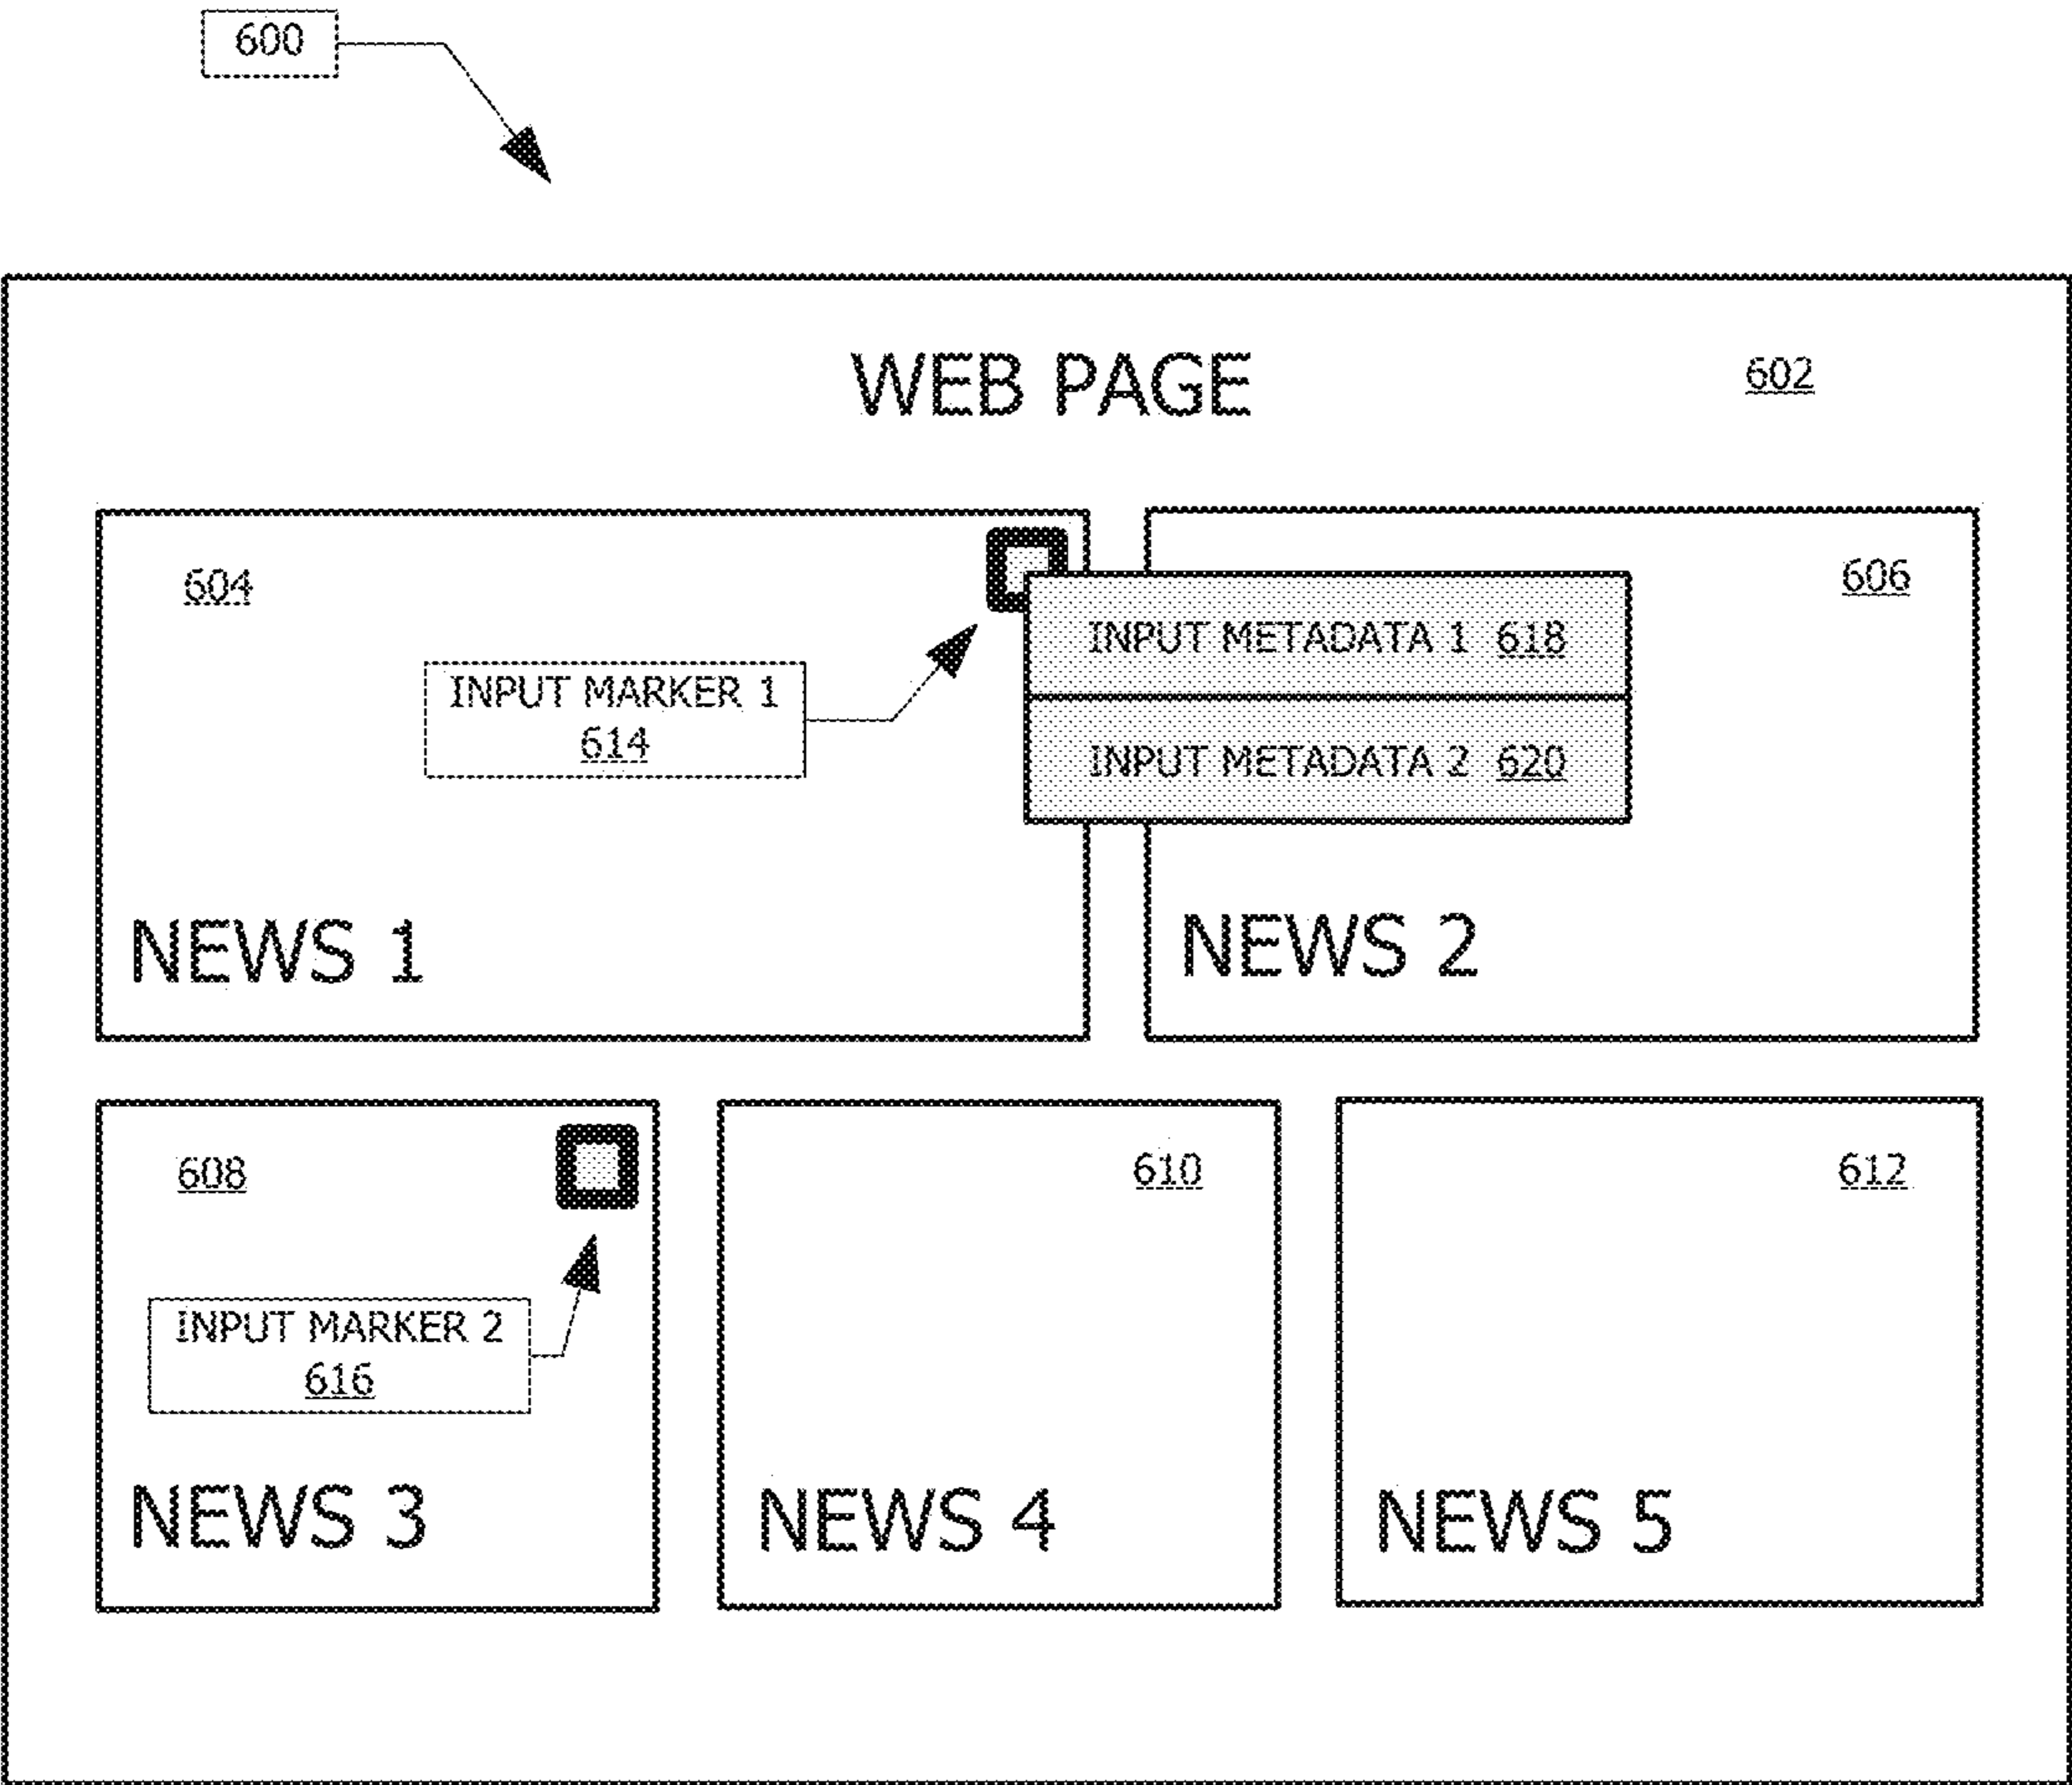 600
WEB PAGE
602
604
606
INPUT METADATA 1 618
INPUT MARKER 1
614
INPUT METADATA 2 620
NEWS 1
NEWS 2
608
610
612
INPUT MARKER 2
616
NEWS 3
NEWS 4
NEWS 5